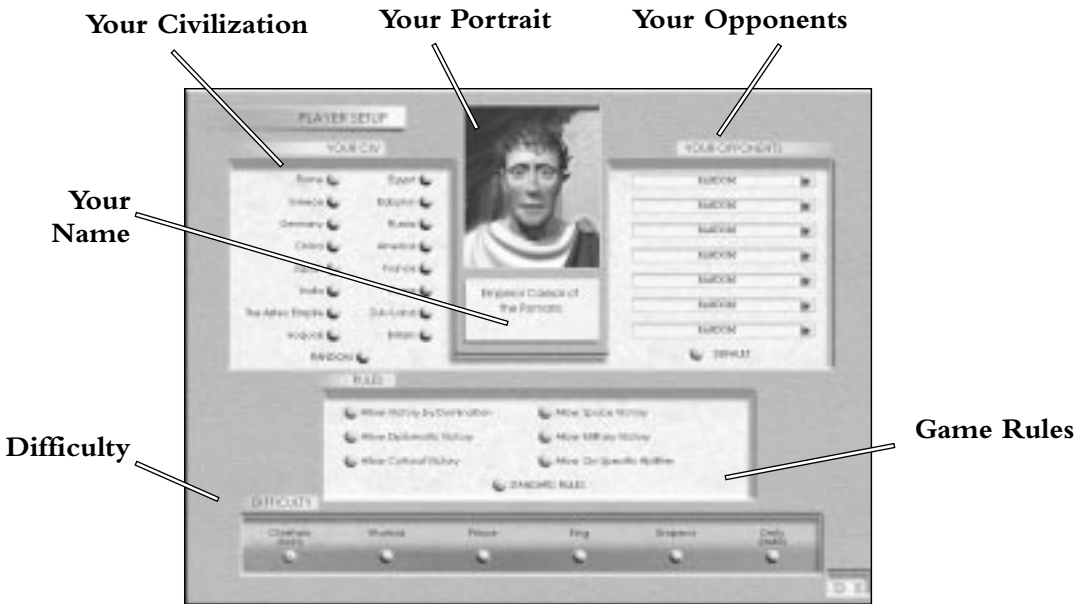 Your Civilization
Your Portrait
Your Opponents
PLAYER SETUP
YOUR CIV
YOUR OPPONENTS
Rome
Egypt
Greece
Babylon
Germany
Russia
China
America
Japan
France
India
The Aztec Empire
Zulu Land
Iroquois
Britain
RANDOM
Emperor Caesar of
the Romans
RANDOM
RANDOM
RANDOM
RANDOM
RANDOM
RANDOM
RANDOM
DEFAULT
Your
Name
RULES
Allow Victory by Domination
Allow Space Victory
Allow Diplomatic Victory
Allow Military Victory
Allow Cultural Victory
Allow Civ Specific Abilities
STANDARD RULES
Game Rules
Difficulty
DIFFICULTY
Chieftain
Warlord
Prince
King
Emperor
Deity